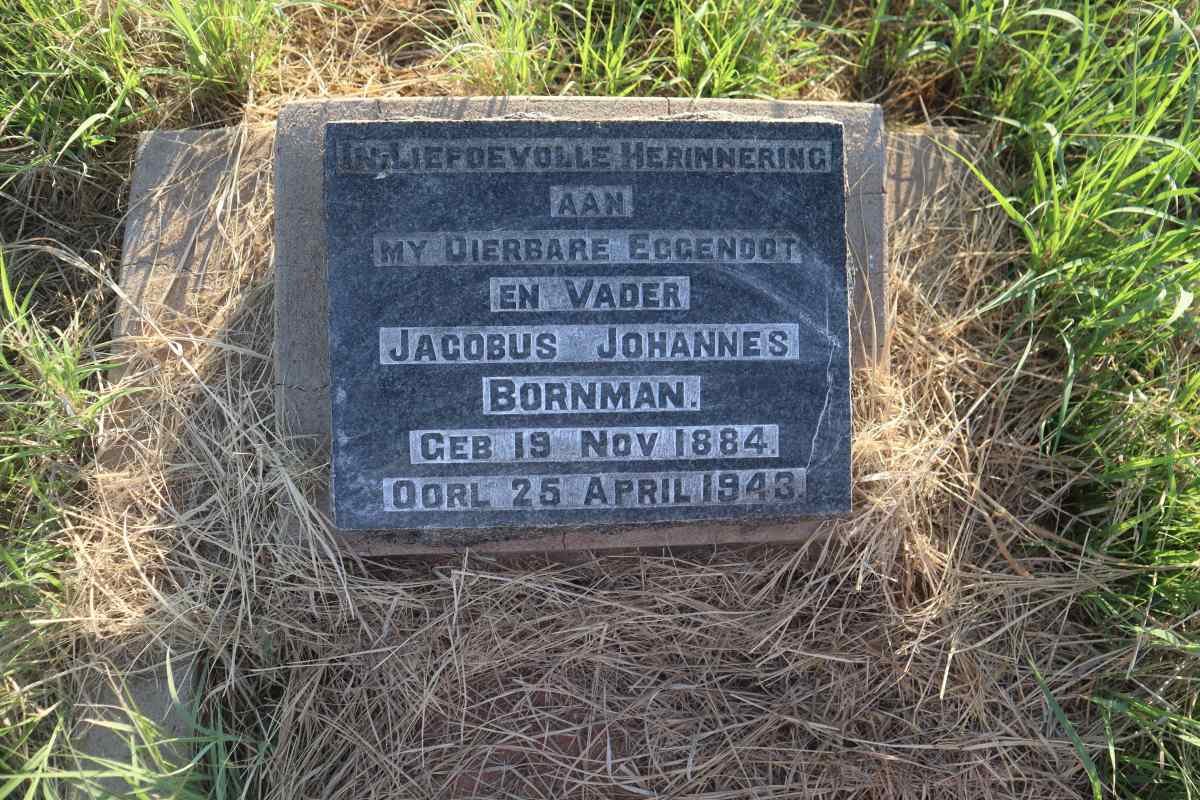 IN LIEFDEVOLLE HERINNERING
AAN
MY DIERBARE EGGENOOT
EN VADER
JACOBUS JOHANNES
BORNMAN.
GEB 19 NOV 1884.
OORL 25 APRIL 1943.